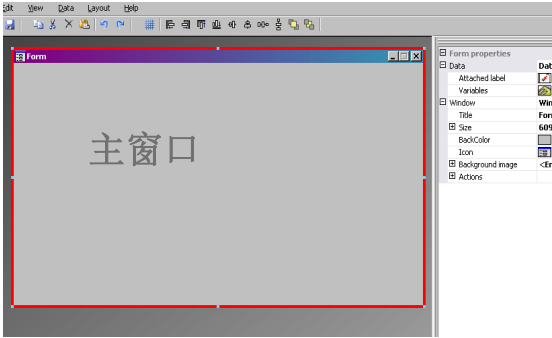 View Data Layout Help
Form
主窗口
Form properties
Data
Attached label
Variables
Window
Title
Size 609
BackColor
Icon
Background image
Actions